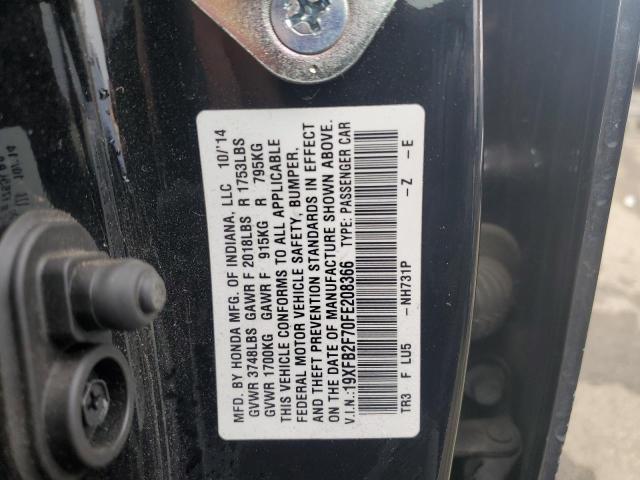 MFD. BY HONDA MFG. OF INDIANA, LLC 10/'14
GVWR 3748LBS GAWR F 2018LBS R 1753LBS
GVWR 1700KG GAWR F 915KG R 795KG
THIS VEHICLE CONFORMS TO ALL APPLICABLE
FEDERAL MOTOR VEHICLE SAFETY, BUMPER,
AND THEFT PREVENTION STANDARDS IN EFFECT
ON THE DATE OF MANUFACTURE SHOWN ABOVE.
V.I.N.:19XFB2F70FE208366 TYPE: PASSENGER CAR
TR3 F LU5 -NH731P -Z -E